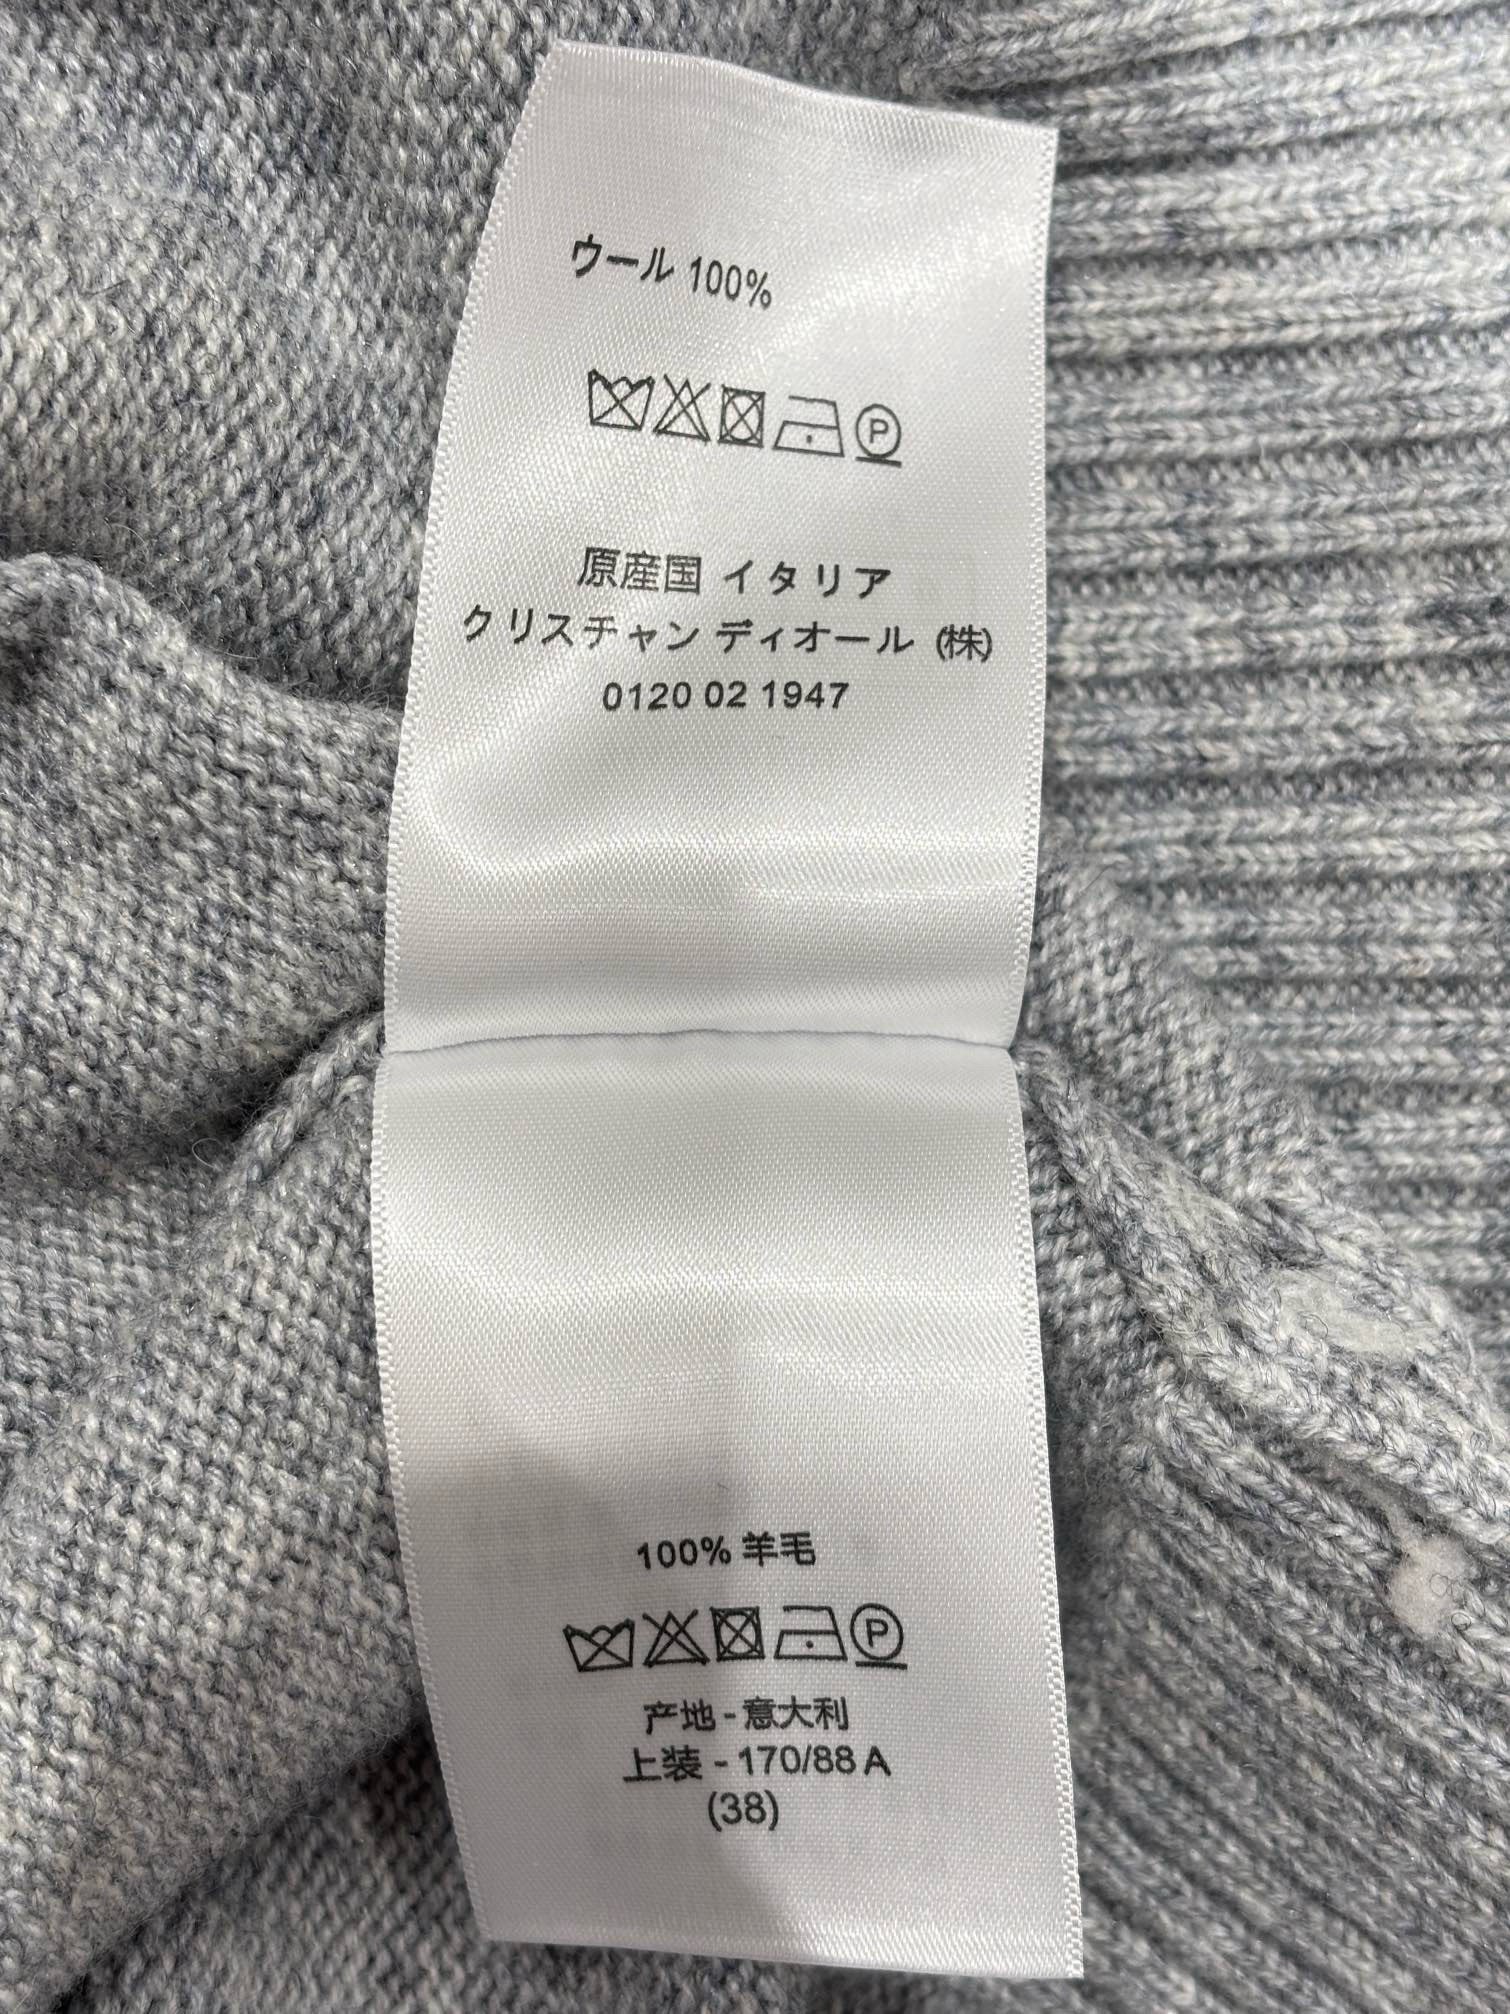 ウール 100%
P
原産国 イタリア
クリスチャン ディオール (株)
0120 02 1947
100% 羊毛
P
产地 - 意大利
上装 - 170/88 A
(38)